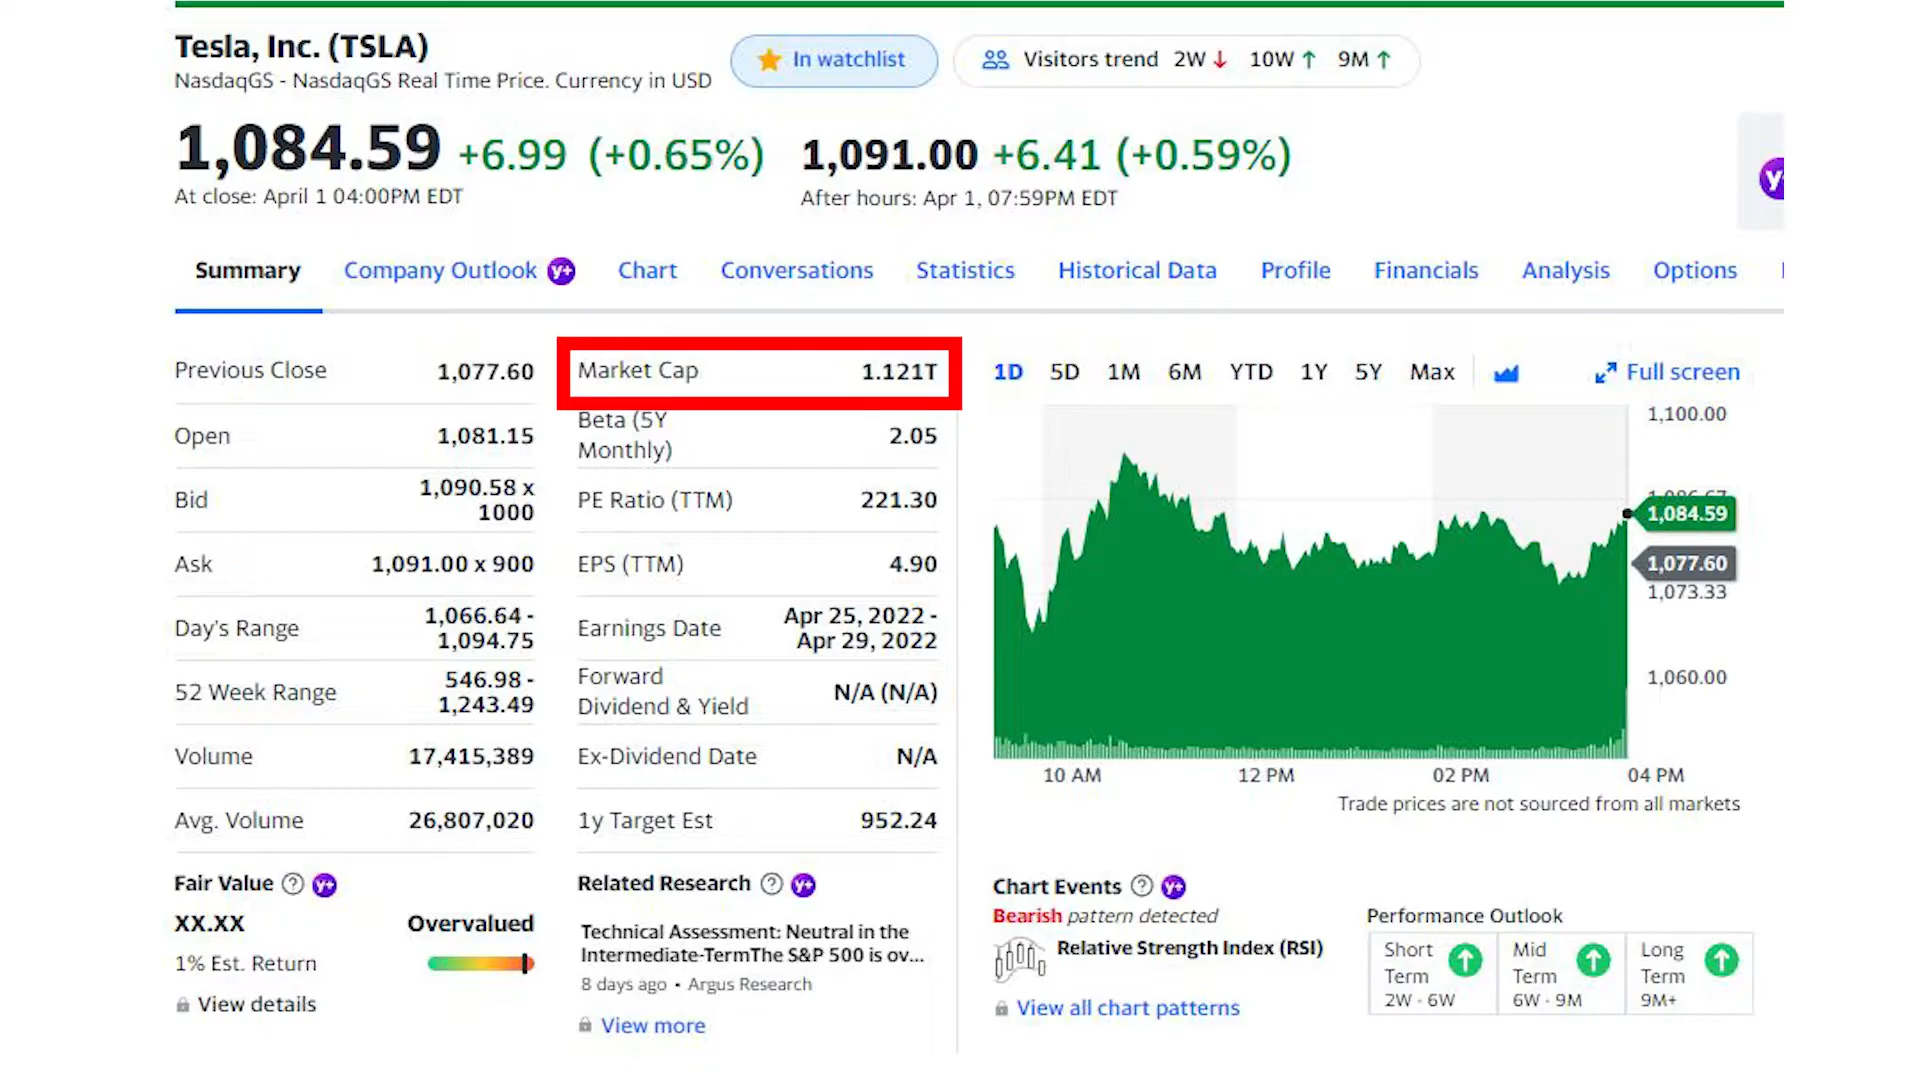 Tesla, Inc. (TSLA)
NasdaqGS - NasdaqGS Real Time Price. Currency in USD
In watchlist
Visitors trend 2W ↓ 10W ↑ 9M ↑
1,084.59 +6.99 (+0.65%)
At close: April 1 04:00PM EDT
1,091.00 +6.41 (+0.59%)
After hours: Apr 1, 07:59PM EDT
Summary Company Outlook y+ Chart Conversations Statistics Historical Data Profile Financials Analysis Options
Previous Close 1,077.60
Open 1,081.15
Bid 1,090.58 x
1000
Ask 1,091.00 x 900
Day's Range 1,066.64 -
1,094.75
52 Week Range 546.98 -
1,243.49
Volume 17,415,389
Avg. Volume 26,807,020
Market Cap 1.121T
Beta (5Y
Monthly) 2.05
PE Ratio (TTM) 221.30
EPS (TTM) 4.90
Earnings Date Apr 25, 2022 -
Apr 29, 2022
Forward
Dividend & Yield N/A (N/A)
Ex-Dividend Date N/A
1y Target Est 952.24
1D 5D 1M 6M YTD 1Y 5Y Max Full screen
1,100.00
1,084.59
1,077.60
1,073.33
1,060.00
10 AM 12 PM 02 PM 04 PM
Trade prices are not sourced from all markets
Fair Value ? y+
XX.XX Overvalued
1% Est. Return
View details
Related Research ? y+
Technical Assessment: Neutral in the
Intermediate-TermThe S&P 500 is ov...
8 days ago • Argus Research
View more
Chart Events ? y+
Bearish pattern detected
Relative Strength Index (RSI)
View all chart patterns
Performance Outlook
Short
Term
2W - 6W
Mid
Term
6W - 9M
Long
Term
9M+